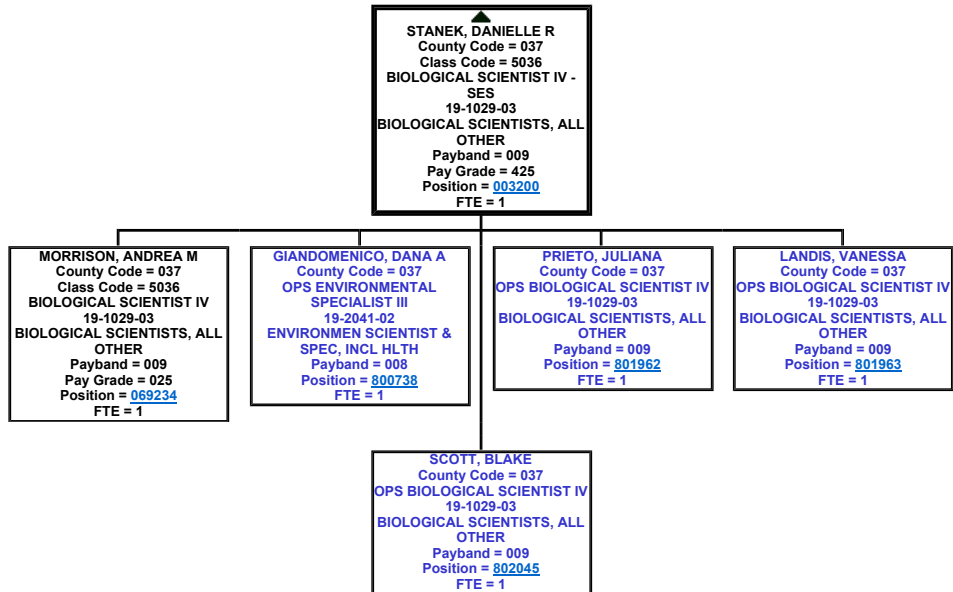 STANEK, DANIELLE R
County Code = 037
Class Code = 5036
BIOLOGICAL SCIENTIST IV -
SES
19-1029-03
BIOLOGICAL SCIENTISTS, ALL
OTHER
Payband = 009
Pay Grade = 425
Position = 003200
FTE = 1
MORRISON, ANDREA M
County Code = 037
Class Code = 5036
BIOLOGICAL SCIENTIST IV
19-1029-03
BIOLOGICAL SCIENTISTS, ALL
OTHER
Payband = 009
Pay Grade = 025
Position = 069234
FTE = 1
GIANDOMENICO, DANA A
County Code = 037
OPS ENVIRONMENTAL
SPECIALIST III
19-2041-02
ENVIRONMEN SCIENTIST &
SPEC, INCL HLTH
Payband = 008
Position = 800738
FTE = 1
PRIETO, JULIANA
County Code = 037
OPS BIOLOGICAL SCIENTIST IV
19-1029-03
BIOLOGICAL SCIENTISTS, ALL
OTHER
Payband = 009
Position = 801962
FTE = 1
LANDIS, VANESSA
County Code = 037
OPS BIOLOGICAL SCIENTIST IV
19-1029-03
BIOLOGICAL SCIENTISTS, ALL
OTHER
Payband = 009
Position = 801963
FTE = 1
SCOTT, BLAKE
County Code = 037
OPS BIOLOGICAL SCIENTIST IV
19-1029-03
BIOLOGICAL SCIENTISTS, ALL
OTHER
Payband = 009
Position = 802045
FTE = 1